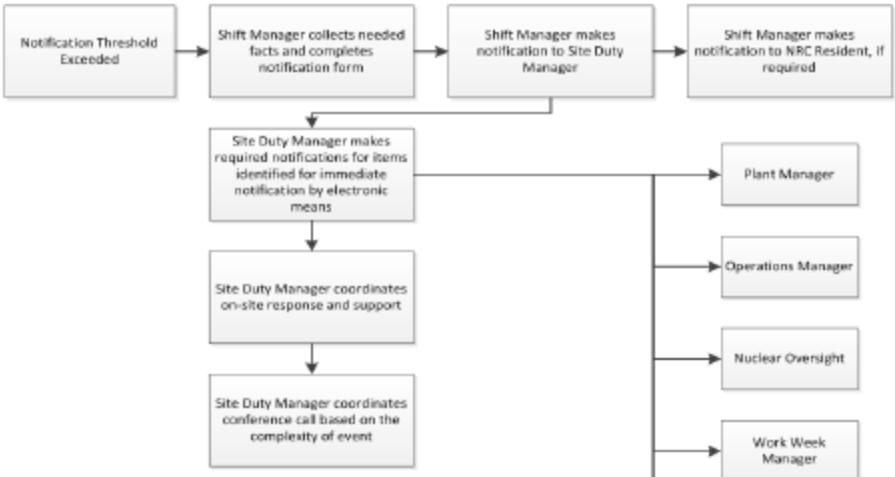 Notification Threshold
Exceeded
Shift Manager collects needed
facts and completes
notification form
Shift Manager makes
notification to Site Duty
Manager
Shift Manager makes
notification to NRC Resident, if
required
Site Duty Manager makes
required notifications for items
identified for immediate
notification by electronic
means
Plant Manager
Operations Manager
Site Duty Manager coordinates
on-site response and support
Nuclear Oversight
Site Duty Manager coordinates
conference call based on the
complexity of event
Work Week
Manager